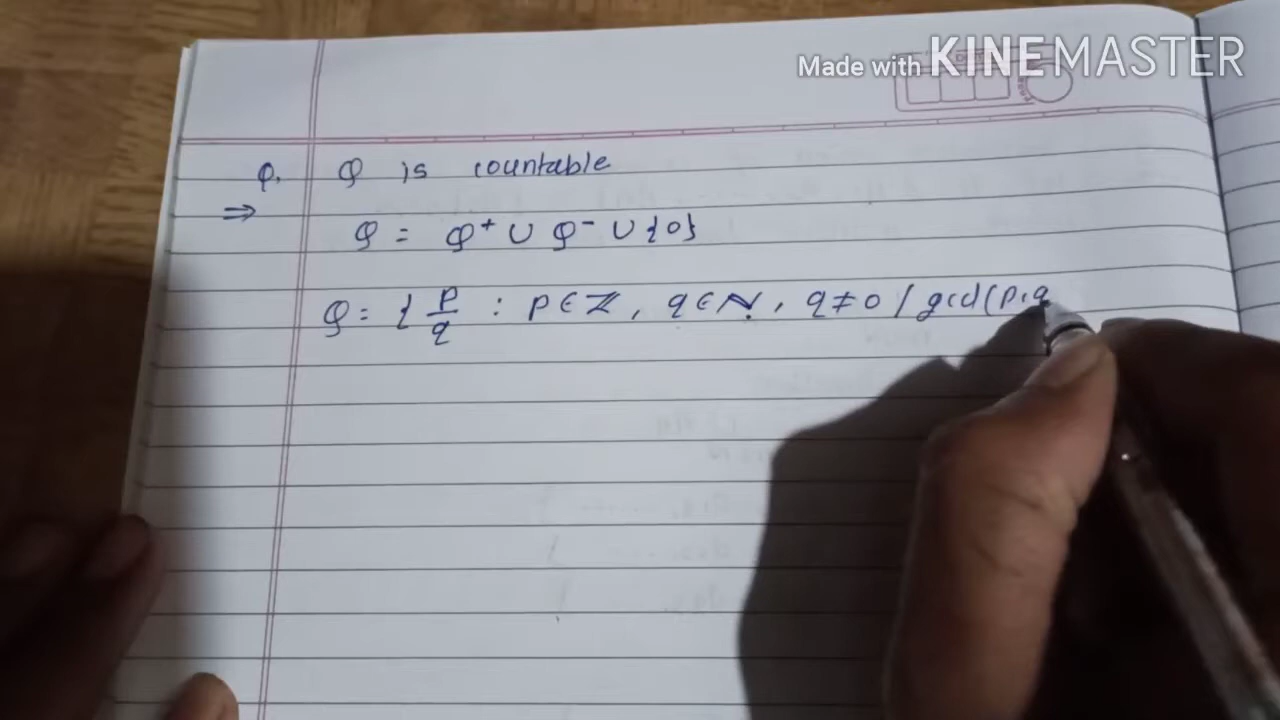 Made with KINEMASTER
Q. Q is countable
⇒
Q = Q⁺ ∪ Q⁻ ∪ {0}
Q = { p/q : p ∈ ℤ, q ∈ N, q ≠ 0 / gcd(p,q